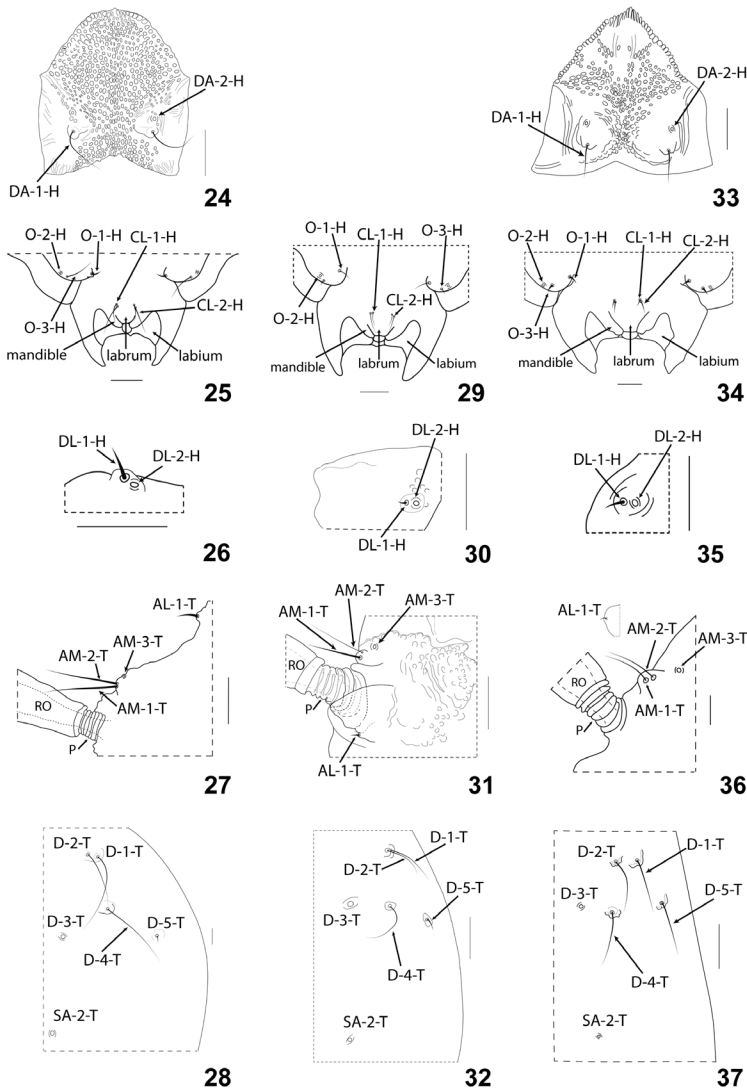 DA-2-H
DA-1-H
24
DA-2-H
DA-1-H
33
O-2-H O-1-H CL-1-H
CL-2-H
O-3-H
mandible labrum labium
25
O-1-H CL-1-H O-3-H
O-2-H CL-2-H
mandible labrum labium
29
O-2-H O-1-H CL-1-H CL-2-H
O-3-H
mandible labrum labium
34
DL-1-H
DL-2-H
26
DL-2-H
DL-1-H
30
DL-2-H
DL-1-H
35
AL-1-T
AM-2-T AM-3-T
RO AM-1-T
P
27
AM-2-T
AM-1-T AM-3-T
RO
P
AL-1-T
31
AL-1-T
AM-2-T
AM-3-T
RO
AM-1-T
P
36
D-2-T D-1-T
D-3-T D-5-T
D-4-T
SA-2-T
28
D-1-T
D-2-T
D-5-T
D-3-T
D-4-T
SA-2-T
32
D-2-T D-1-T
D-3-T D-5-T
D-4-T
SA-2-T
37